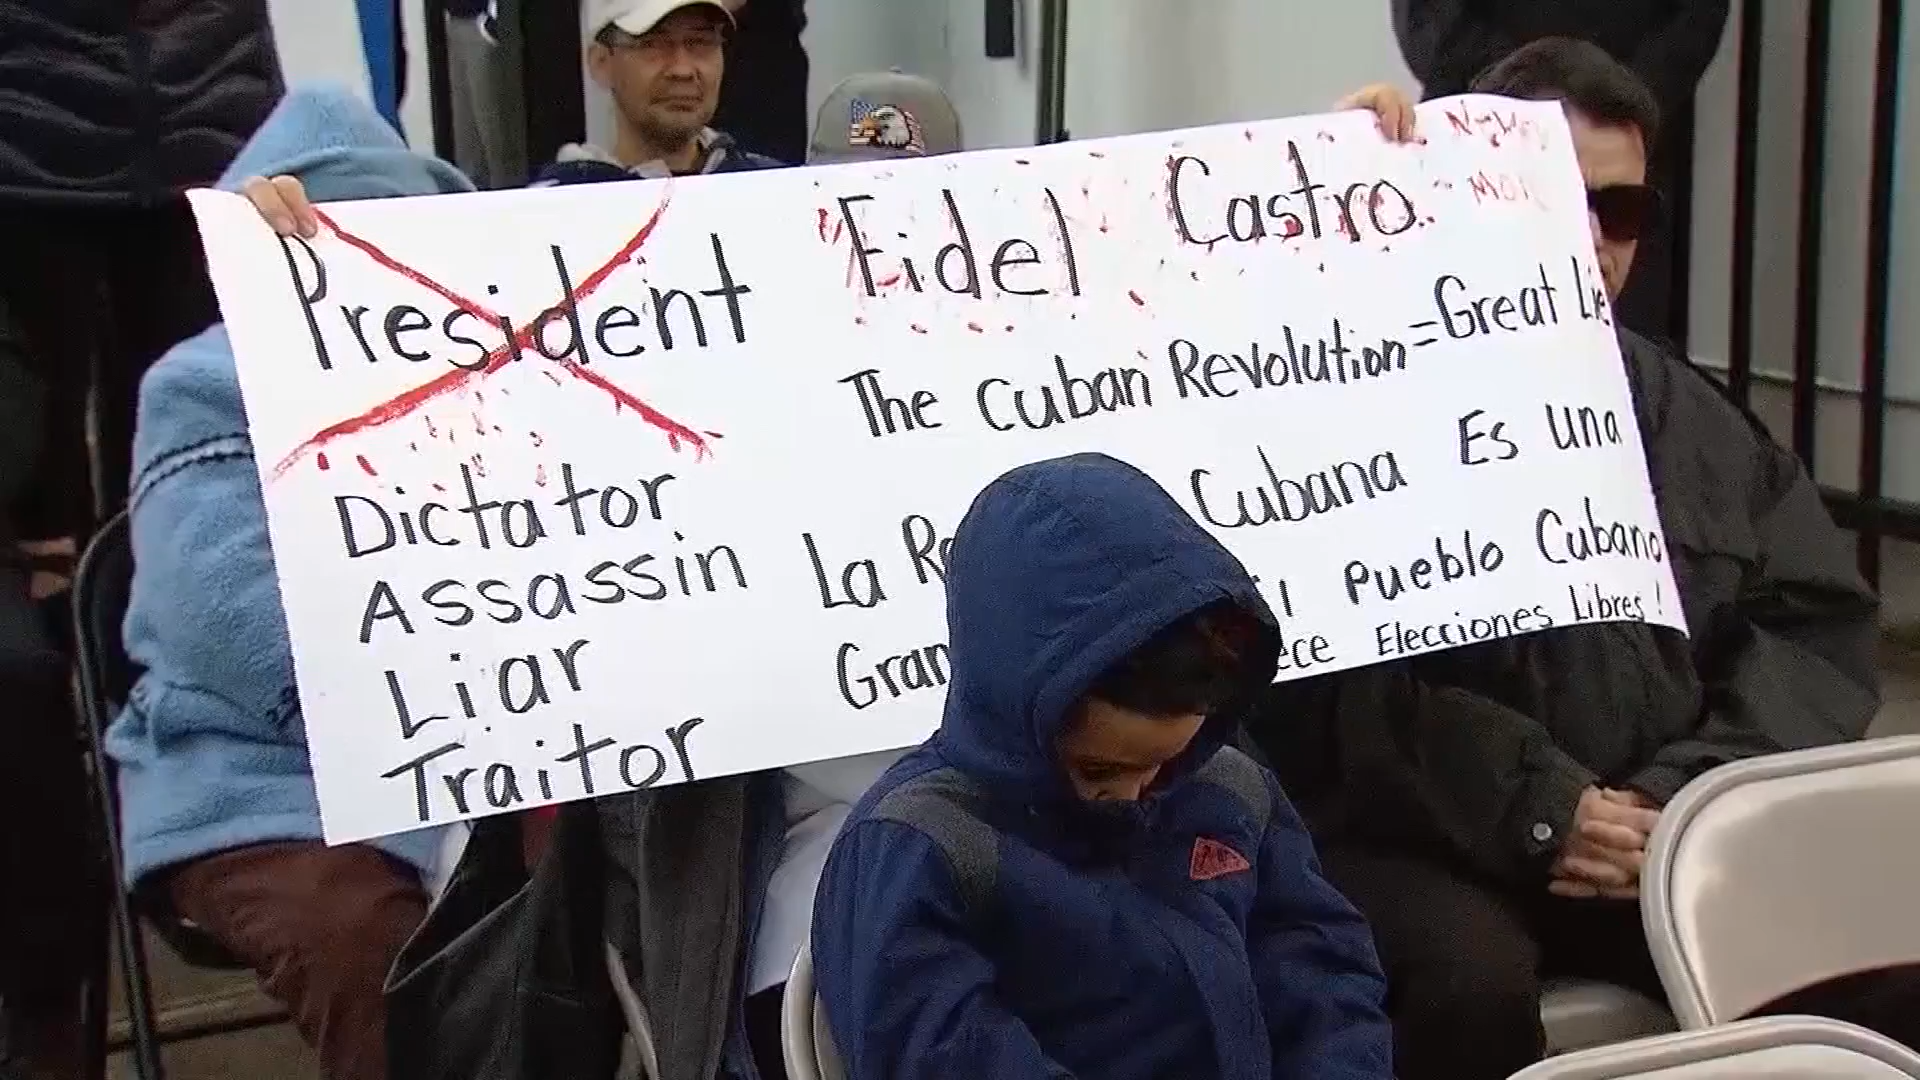 President Fidel Castro.
Dictator
Assassin
Liar
Traitor
The Cuban Revolution = Great Lie
La Cubana Es una
Gran
Pueblo Cubano
Elecciones Libres!